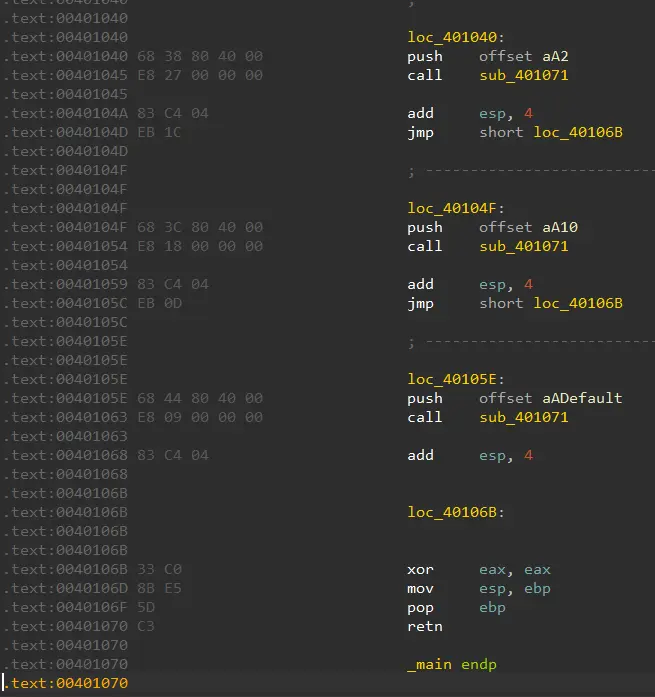 .text:00401040 ;
.text:00401040
.text:00401040 loc_401040:
.text:00401040 68 38 80 40 00 push offset aA2
.text:00401045 E8 27 00 00 00 call sub_401071
.text:00401045
.text:0040104A 83 C4 04 add esp, 4
.text:0040104D EB 1C jmp short loc_40106B
.text:0040104D
.text:0040104F ; --------------------------
.text:0040104F
.text:0040104F loc_40104F:
.text:0040104F 68 3C 80 40 00 push offset aA10
.text:00401054 E8 18 00 00 00 call sub_401071
.text:00401054
.text:00401059 83 C4 04 add esp, 4
.text:0040105C EB 0D jmp short loc_40106B
.text:0040105C
.text:0040105E ; --------------------------
.text:0040105E
.text:0040105E loc_40105E:
.text:0040105E 68 44 80 40 00 push offset aADefault
.text:00401063 E8 09 00 00 00 call sub_401071
.text:00401063
.text:00401068 83 C4 04 add esp, 4
.text:00401068
.text:0040106B
.text:0040106B loc_40106B:
.text:0040106B
.text:0040106B
.text:0040106B 33 C0 xor eax, eax
.text:0040106D 8B E5 mov esp, ebp
.text:0040106F 5D pop ebp
.text:00401070 C3 retn
.text:00401070
.text:00401070 _main endp
.text:00401070